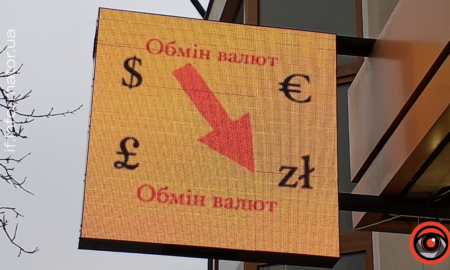 Обмін валют
$ €
£ zł
Обмін валют